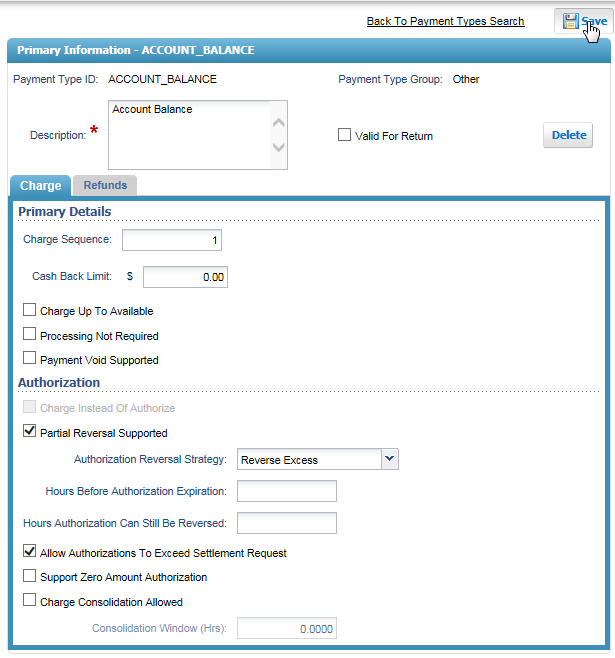 Back To Payment Types Search Save
Primary Information - ACCOUNT_BALANCE
Payment Type ID: ACCOUNT_BALANCE Payment Type Group: Other
Account Balance
Description: * Valid For Return Delete
Charge Refunds
Primary Details
Charge Sequence: 1
Cash Back Limit: $ 0.00
Charge Up To Available
Processing Not Required
Payment Void Supported
Authorization
Charge Instead Of Authorize
Partial Reversal Supported
Authorization Reversal Strategy: Reverse Excess
Hours Before Authorization Expiration:
Hours Authorization Can Still Be Reversed:
Allow Authorizations To Exceed Settlement Request
Support Zero Amount Authorization
Charge Consolidation Allowed
Consolidation Window (Hrs): 0.0000